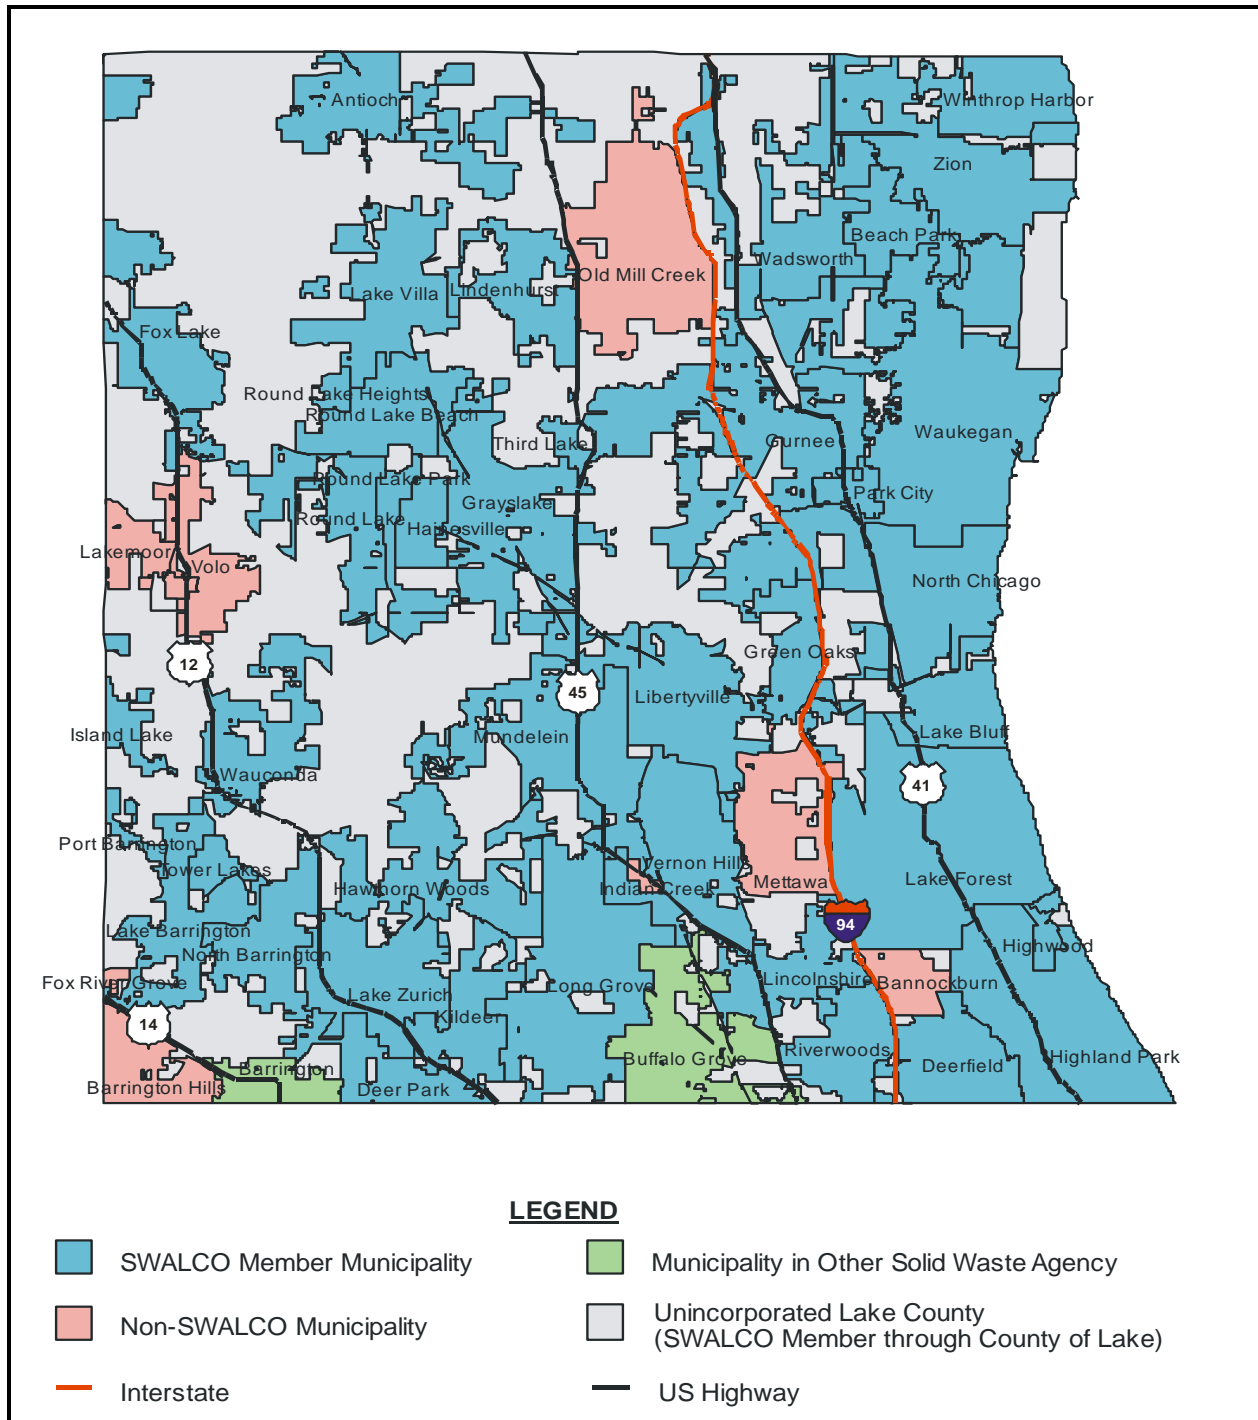 Antioch
Winthrop Harbor
Zion
Beach Park
Wadsworth
Old Mill Creek
Lake Villa
Lindenhurst
Fox Lake
Round Lake Heights
Round Lake Beach
Third Lake
Gurnee
Waukegan
Round Lake Park
Grayslake
Park City
Round Lake
Hainesville
Lakemoor
Volo
North Chicago
Green Oaks
12
45
Libertyville
Island Lake
Mundelein
Lake Bluff
Wauconda
41
Port Barrington
Tower Lakes
Vernon Hills
Hawthorn Woods
Indian Creek
Mettawa
Lake Forest
94
Lake Barrington
North Barrington
Highwood
Fox River Grove
Long Grove
Lincolnshire
Bannockburn
Lake Zurich
Kildeer
14
Buffalo Grove
Riverwoods
Highland Park
Barrington
Deerfield
Barrington Hills
Deer Park
LEGEND
SWALCO Member Municipality
Municipality in Other Solid Waste Agency
Non-SWALCO Municipality
Unincorporated Lake County
(SWALCO Member through County of Lake)
Interstate
US Highway